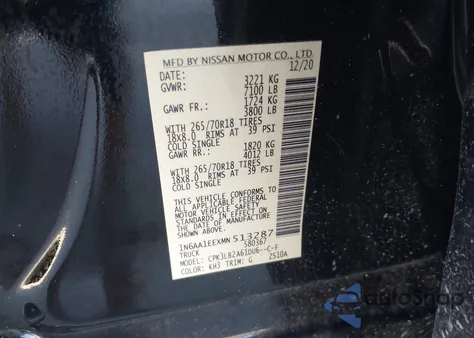 MFD BY NISSAN MOTOR CO., LTD.
DATE: 12/20
GVWR: 3221 KG
7100 LB
GAWR FR.: 1724 KG
3800 LB
WITH 265/70R18 TIRES
18X8.0 RIMS AT 39 PSI
COLD SINGLE
GAWR RR.: 1820 KG
4012 LB
WITH 265/70R18 TIRES
18X8.0 RIMS AT 39 PSI
COLD SINGLE
THIS VEHICLE CONFORMS TO
ALL APPLICABLE FEDERAL
MOTOR VEHICLE SAFETY
STANDARDS IN EFFECT ON
THE DATE OF MANUFACTURE
SHOWN ABOVE.
1N6AA1EEXMN513287
TRUCK 580367
CPK3LBZA61DU6--C-F
COLOR: KH3 TRIM: G ZS10A
autoSnap